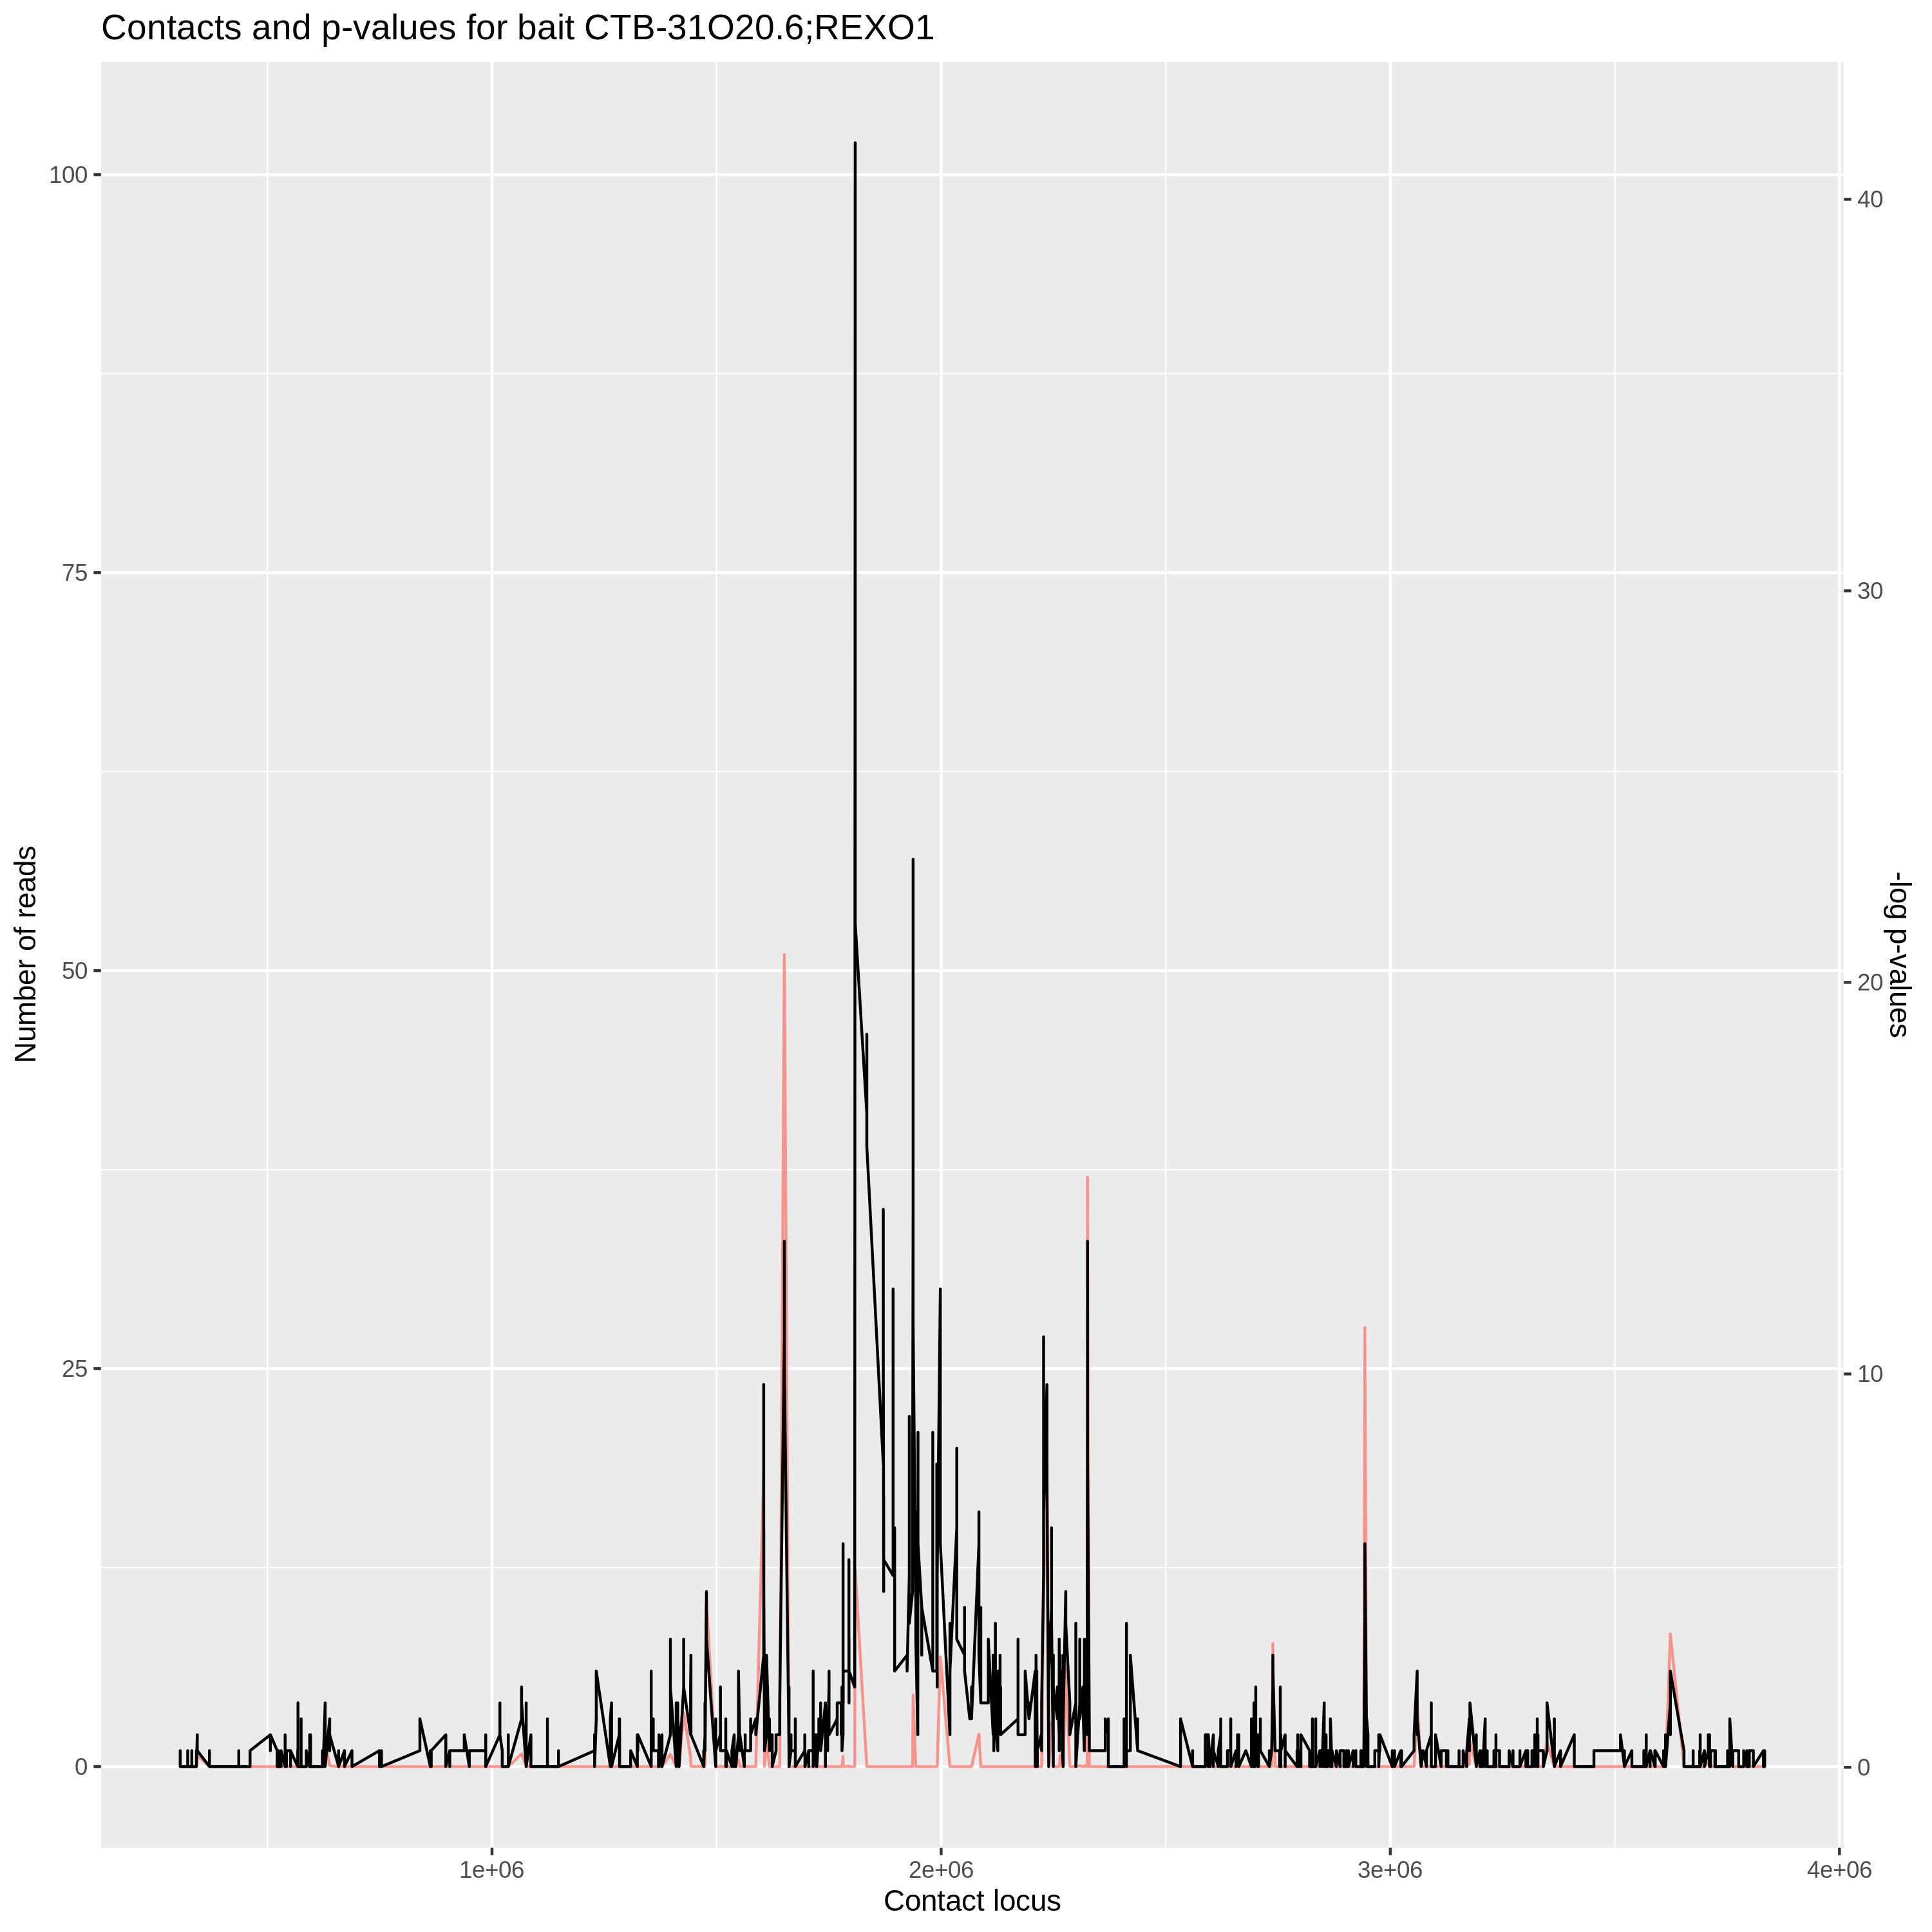 Contacts and p-values for bait CTB-31O20.6;REXO1
100
75
50
25
0
Number of reads
40
30
20
10
0
-log p-values
1e+06
2e+06
3e+06
4e+06
Contact locus